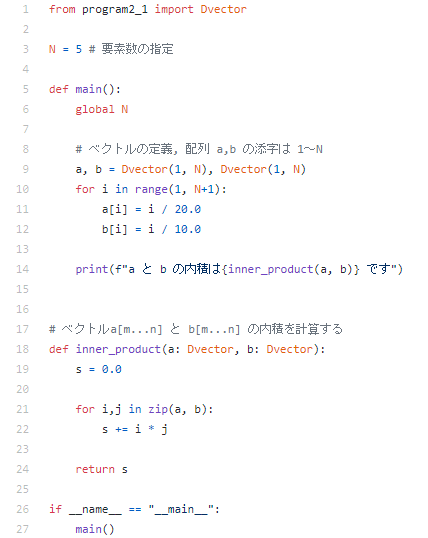 1 from program2_1 import Dvector
2
3 N = 5 # 要素数の指定
4
5 def main():
6     global N
7
8     # ベクトルの定義, 配列 a,b の添字は 1〜N
9     a, b = Dvector(1, N), Dvector(1, N)
10     for i in range(1, N+1):
11         a[i] = i / 20.0
12         b[i] = i / 10.0
13
14     print(f"a と b の内積は{inner_product(a, b)} です")
15
16
17 # ベクトルa[m...n] と b[m...n] の内積を計算する
18 def inner_product(a: Dvector, b: Dvector):
19     s = 0.0
20
21     for i,j in zip(a, b):
22         s += i * j
23
24     return s
25
26 if __name__ == "__main__":
27     main()